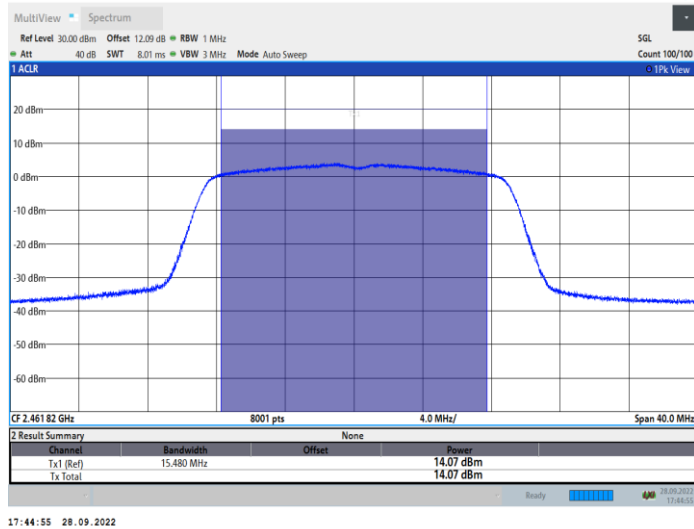 MultiView Spectrum
Ref Level 30.00 dBm Offset 12.09 dB RBW 1 MHz SGL
Att 40 dB SWT 8.01 ms VBW 3 MHz Mode Auto Sweep Count 100/100
1 ACLR 1Pk View
20 dBm
10 dBm
0 dBm
-10 dBm
-20 dBm
-30 dBm
-40 dBm
-50 dBm
-60 dBm
CF 2.46182 GHz 8001 pts 4.0 MHz/ Span 40.0 MHz
2 Result Summary None
Channel Bandwidth Offset Power
Tx1 (Ref) 15.480 MHz 14.07 dBm
Tx Total 14.07 dBm
Ready 28.09.2022
17:44:55
17:44:55 28.09.2022